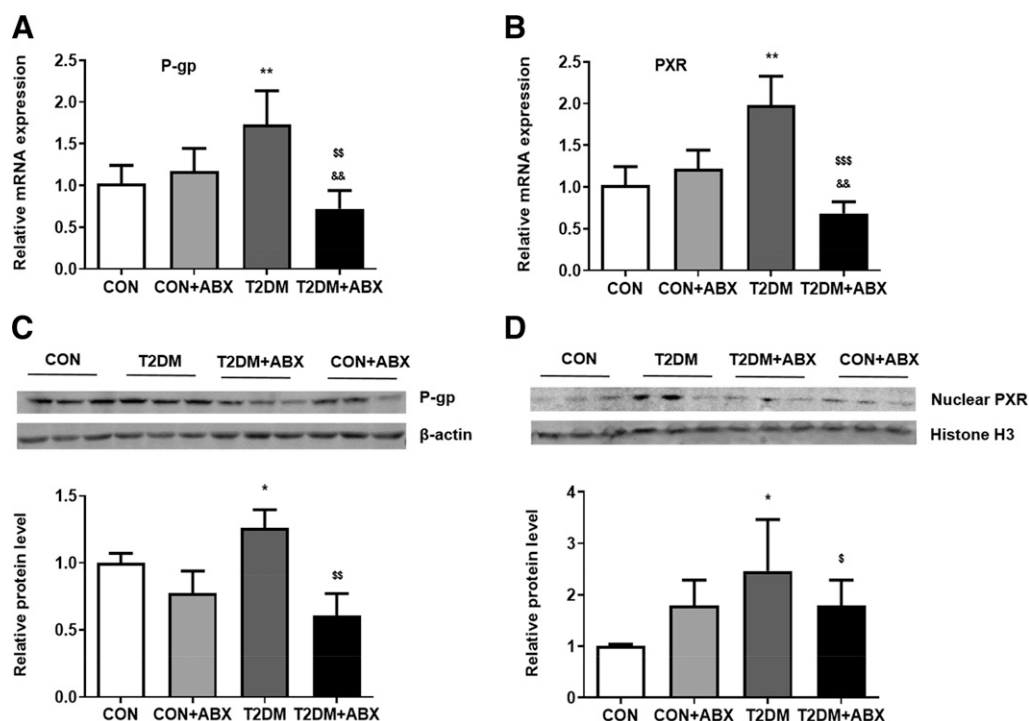 A
P-gp
Relative mRNA expression
2.5
2.0
1.5
1.0
0.5
0.0
**
$$
&&
CON CON+ABX T2DM T2DM+ABX
B
PXR
Relative mRNA expression
2.5
2.0
1.5
1.0
0.5
0.0
**
$$$
&&
CON CON+ABX T2DM T2DM+ABX
C
CON T2DM T2DM+ABX CON+ABX
P-gp
β-actin
Relative protein level
1.5
1.0
0.5
0.0
*
$$
CON CON+ABX T2DM T2DM+ABX
D
CON T2DM T2DM+ABX CON+ABX
Nuclear PXR
Histone H3
Relative protein level
4
3
2
1
0
*
$
CON CON+ABX T2DM T2DM+ABX